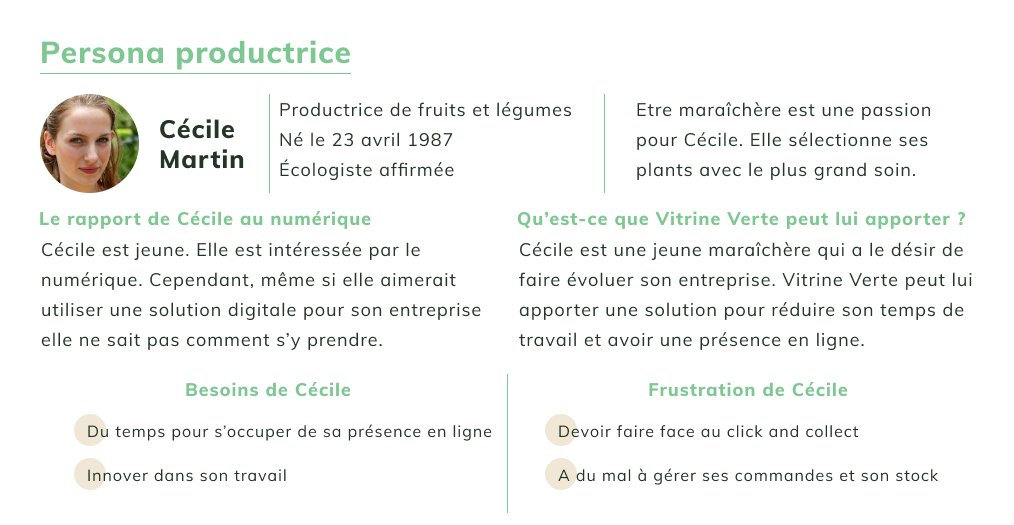 Persona productrice
Cécile
Martin
Productrice de fruits et légumes
Né le 23 avril 1987
Écologiste affirmée
Etre maraîchère est une passion
pour Cécile. Elle sélectionne ses
plants avec le plus grand soin.
Le rapport de Cécile au numérique
Cécile est jeune. Elle est intéressée par le
numérique. Cependant, même si elle aimerait
utiliser une solution digitale pour son entreprise
elle ne sait pas comment s’y prendre.
Qu’est-ce que Vitrine Verte peut lui apporter ?
Cécile est une jeune maraîchère qui a le désir de
faire évoluer son entreprise. Vitrine Verte peut lui
apporter une solution pour réduire son temps de
travail et avoir une présence en ligne.
Besoins de Cécile
Du temps pour s’occuper de sa présence en ligne
Innover dans son travail
Frustration de Cécile
Devoir faire face au click and collect
A du mal à gérer ses commandes et son stock